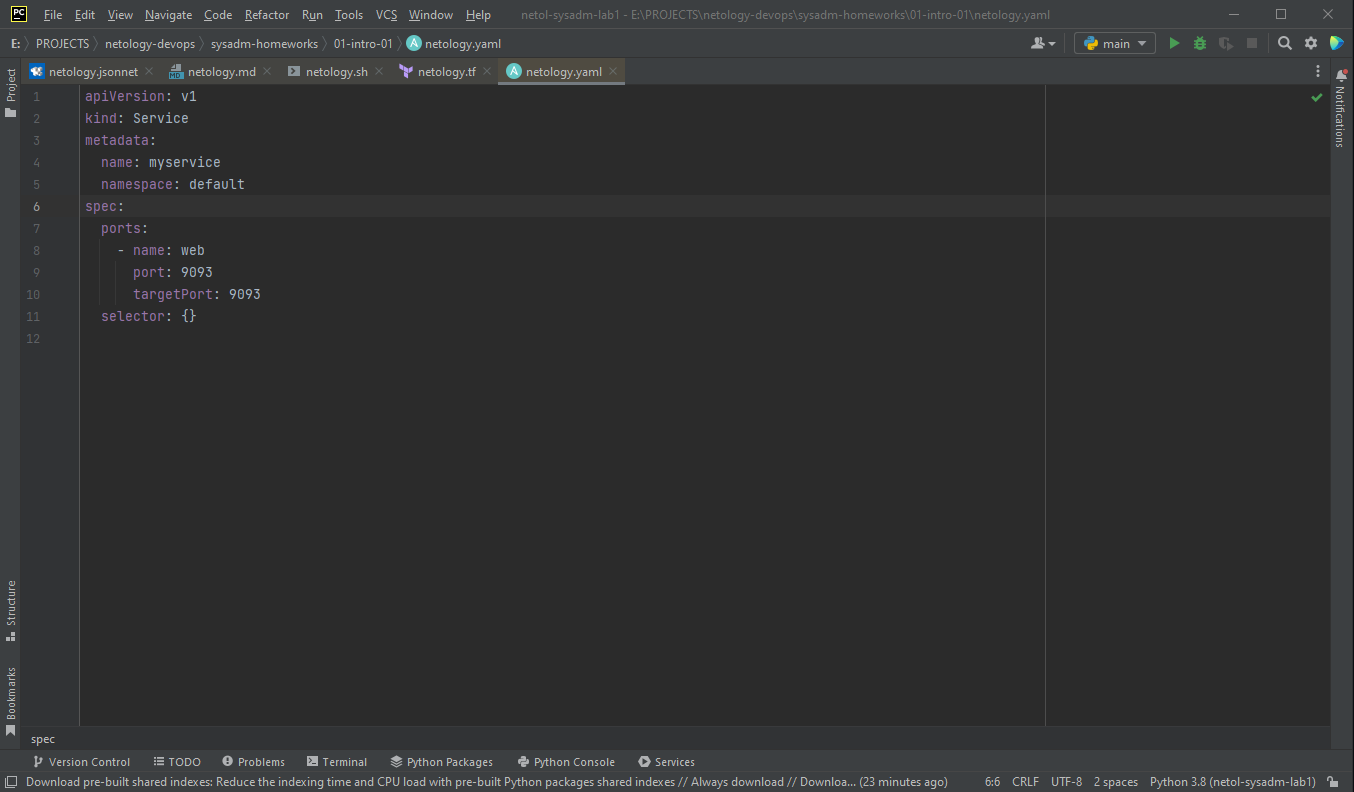 PC File Edit View Navigate Code Refactor Run Tools VCS Window Help netol-sysadm-lab1 - E:\PROJECTS\netology-devops\sysadm-homeworks\01-intro-01\netology.yaml
E: PROJECTS netology-devops sysadm-homeworks 01-intro-01 netology.yaml main
netology.jsonnet netology.md netology.sh netology.tf netology.yaml
Project
Notifications
1 apiVersion: v1
2 kind: Service
3 metadata:
4 name: myservice
5 namespace: default
6 spec:
7 ports:
8 - name: web
9 port: 9093
10 targetPort: 9093
11 selector: {}
12
Structure
Bookmarks
spec
Version Control TODO Problems Terminal Python Packages Python Console Services
Download pre-built shared indexes: Reduce the indexing time and CPU load with pre-built Python packages shared indexes // Always download // Downloa... (23 minutes ago) 6:6 CRLF UTF-8 2 spaces Python 3.8 (netol-sysadm-lab1)